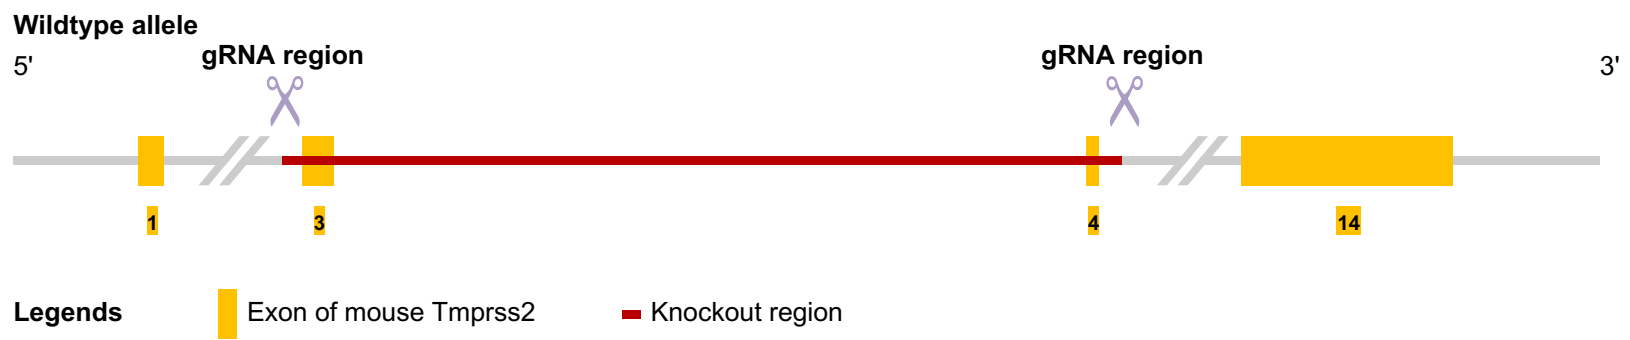 Wildtype allele
gRNA region gRNA region
5' 3'
1 3 4 14
Legends Exon of mouse Tmprss2 Knockout region